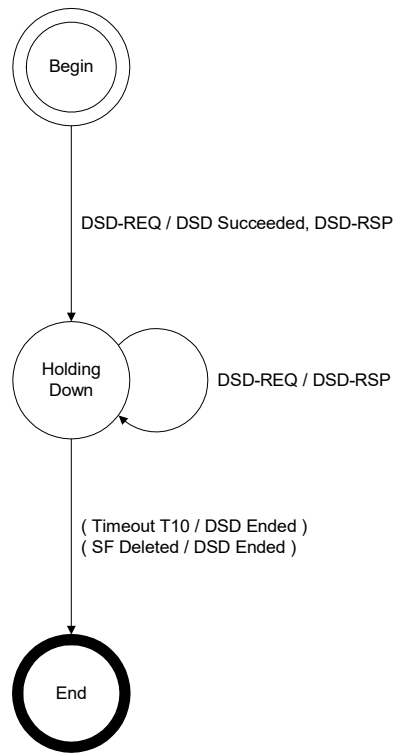 Begin
DSD-REQ / DSD Succeeded, DSD-RSP
Holding
Down
DSD-REQ / DSD-RSP
( Timeout T10 / DSD Ended )
( SF Deleted / DSD Ended )
End